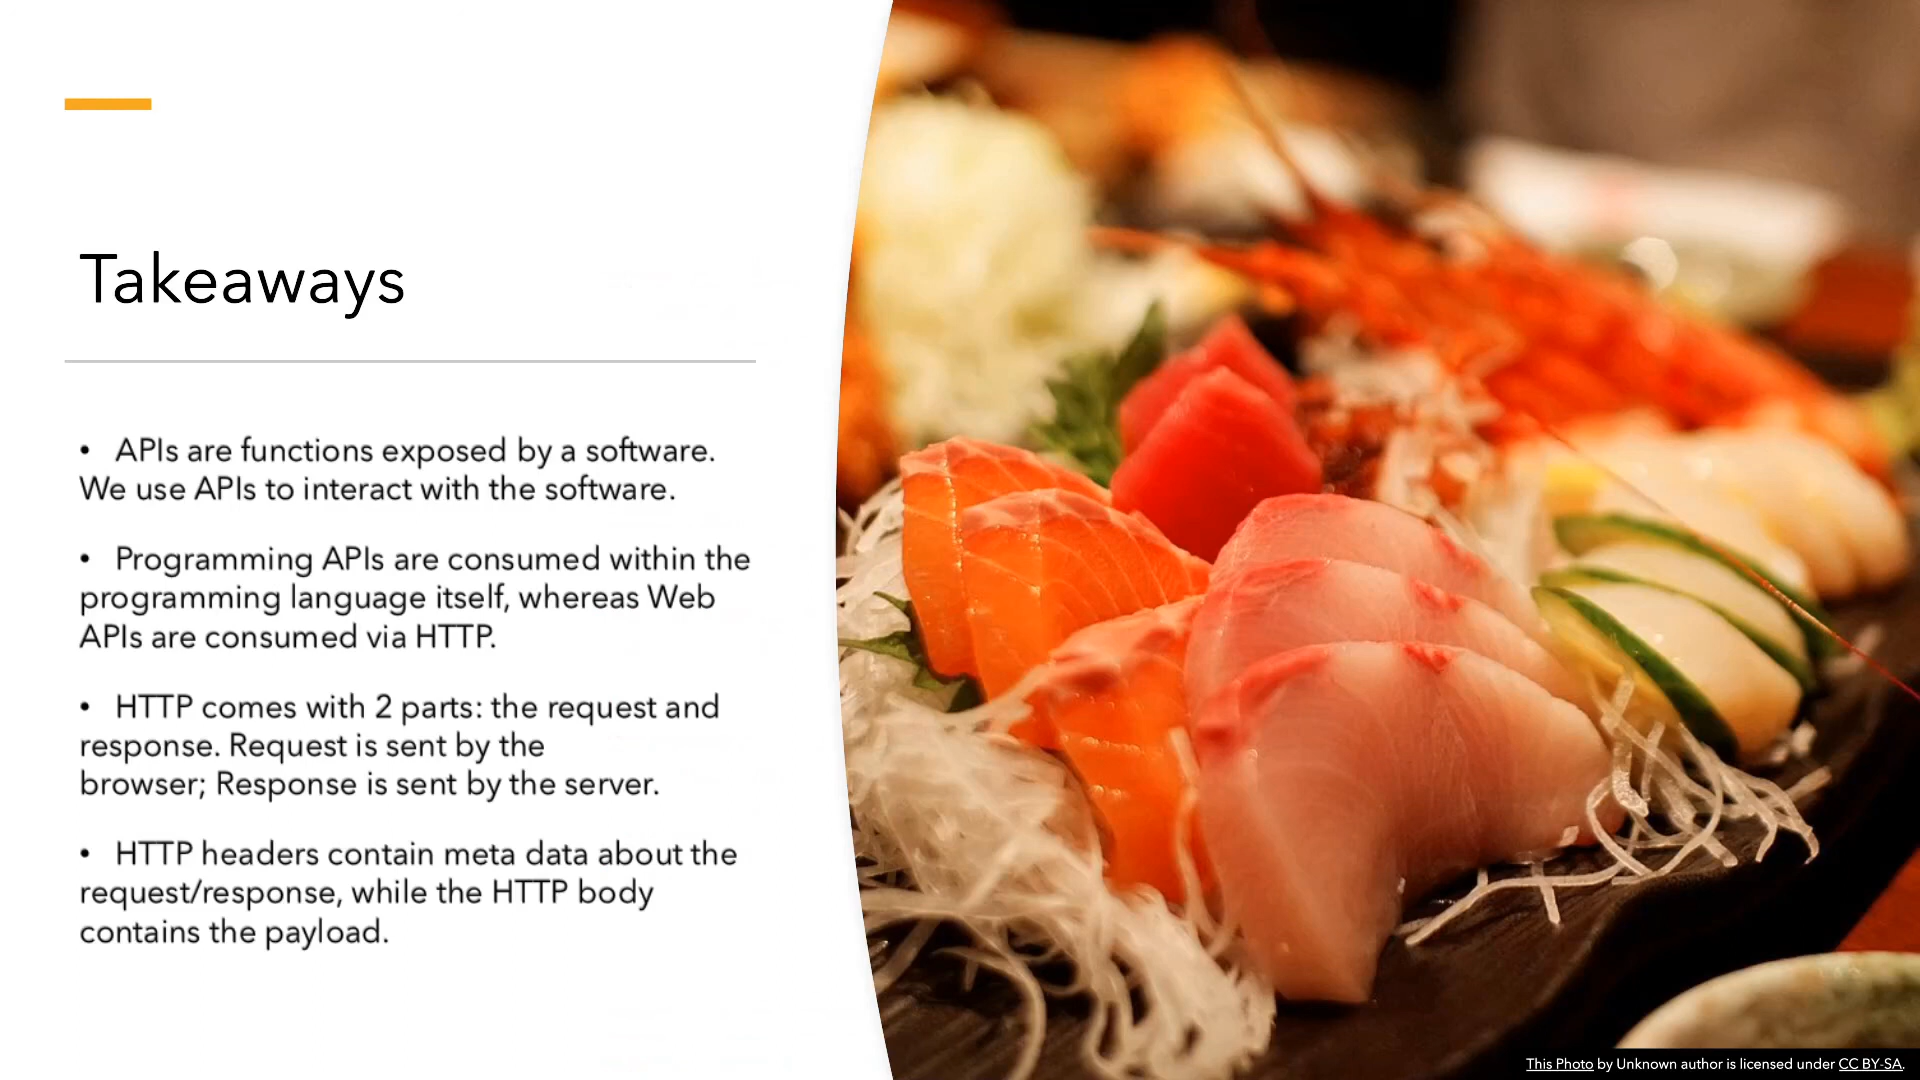 Takeaways
• APIs are functions exposed by a software.
We use APIs to interact with the software.
• Programming APIs are consumed within the
programming language itself, whereas Web
APIs are consumed via HTTP.
• HTTP comes with 2 parts: the request and
response. Request is sent by the
browser; Response is sent by the server.
• HTTP headers contain meta data about the
request/response, while the HTTP body
contains the payload.
This Photo by Unknown author is licensed under CC BY-SA.